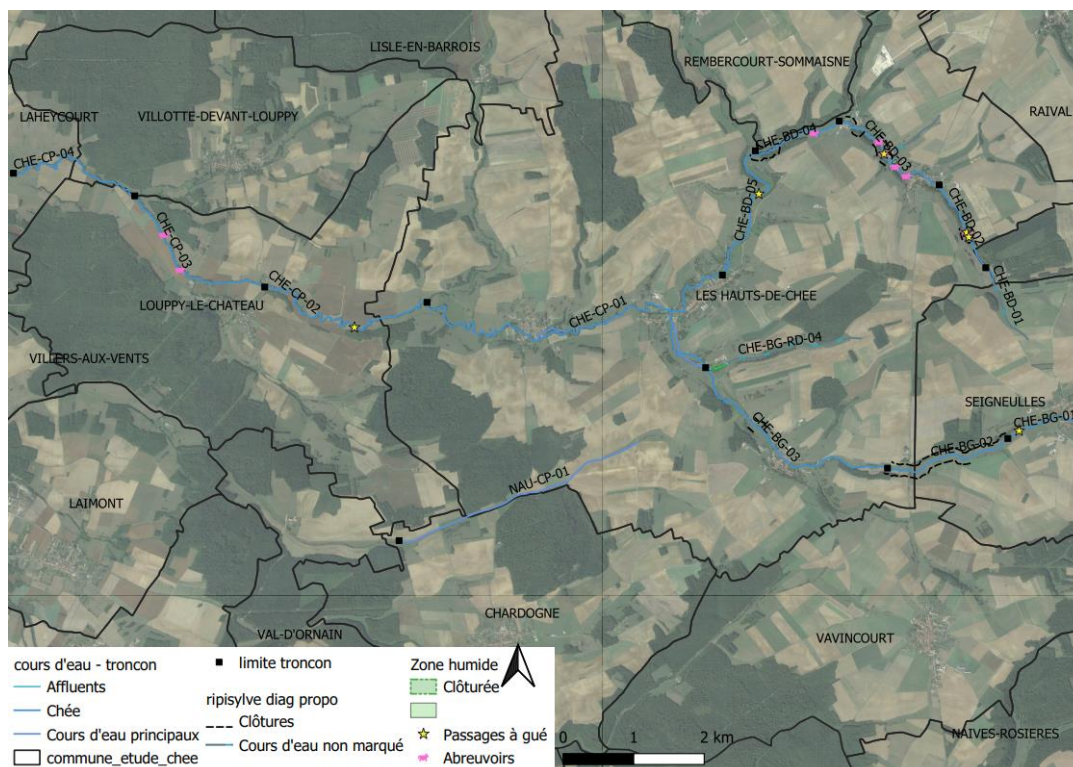 LISLE-EN-BARROIS
REMBERCOURT-SOMMAISNE
LAHEYCOURT
VILLOTTE-DEVANT-LOUPPY
RAIVAL
CHE-CP-04
CHE-BD-04
CHE-BD-03
CHE-BD-05
CHE-BD-02
CHE-CP-03
CHE-CP-02
LOUPPY-LE-CHATEAU
CHE-CP-01
LES HAUTS-DE-CHEE
CHE-BD-01
CHE-BG-RD-04
VILLERS-AUX-VENTS
SEIGNEULLES
CHE-BG-01
CHE-BG-02
CHE-BG-03
NAU-CP-01
LAIMONT
CHARDOGNE
VAL-D'ORNAIN
VAVINCOURT
NAIVES-ROSIERES
cours d'eau - troncon
Affluents
Chée
Cours d'eau principaux
commune_etude_chee
limite troncon
ripisylve diag propo
Clôtures
Cours d'eau non marqué
Zone humide
Clôturée
Passages à gué
Abreuvoirs
0 1 2 km